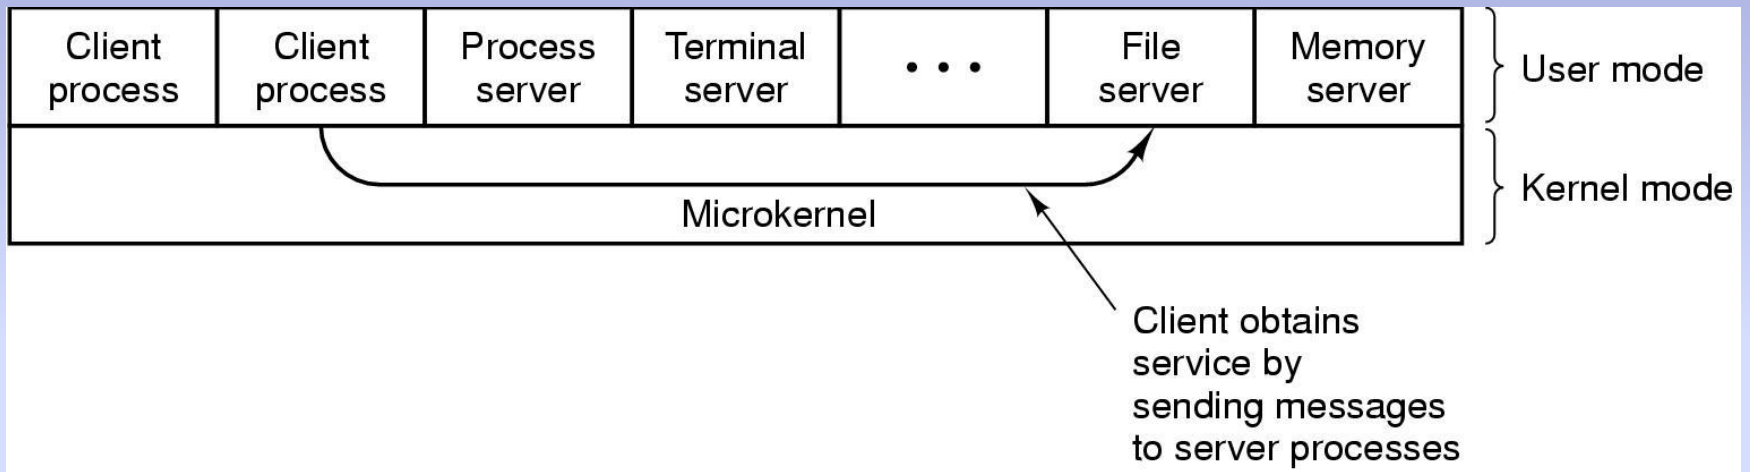 Client
process
Client
process
Process
server
Terminal
server
• • •
File
server
Memory
server
User mode
Microkernel
Kernel mode
Client obtains
service by
sending messages
to server processes